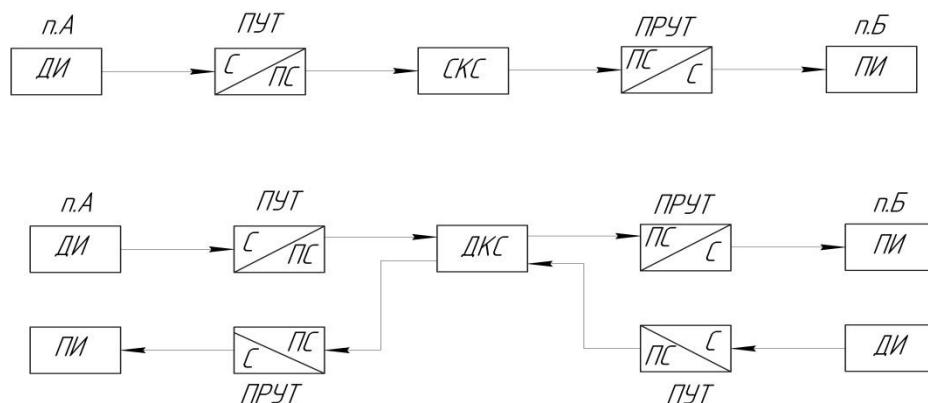 п.А ПУТ ПРУТ п.Б
ДИ С ПС СКС ПС С ПИ
п.А ПУТ ПРУТ п.Б
ДИ С ПС ДКС ПС С ПИ
ПИ С ПС ПС С ДИ
ПРУТ ПУТ